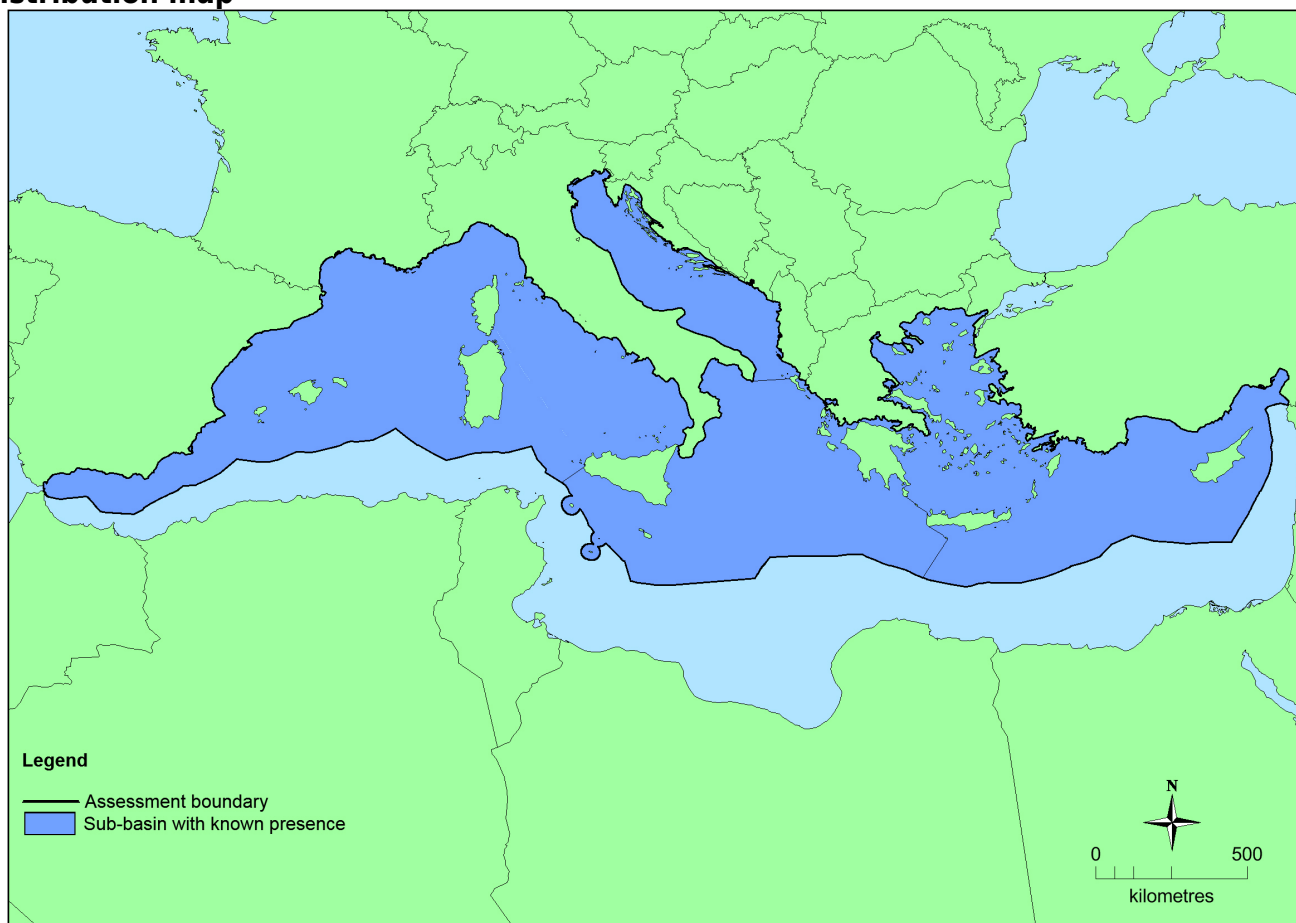 Legend
Assessment boundary
Sub-basin with known presence
N
0 500
kilometres